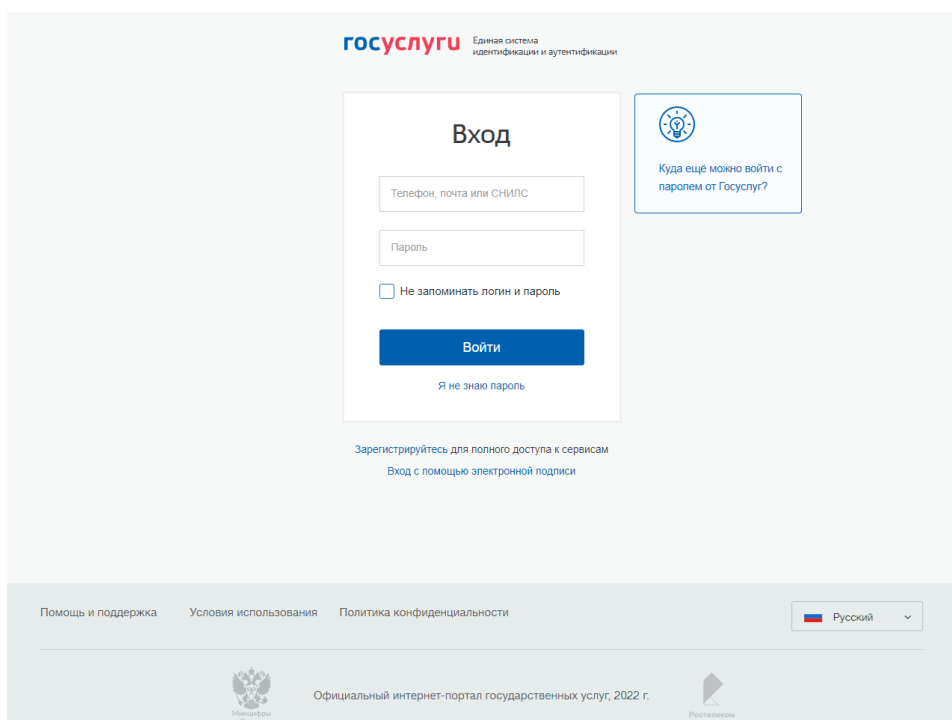 госуслуги
Единая система
идентификации и аутентификации
Вход
Телефон, почта или СНИЛС
Пароль
Не запоминать логин и пароль
Войти
Я не знаю пароль
Куда ещё можно войти с
паролем от Госуслуг?
Зарегистрируйтесь для полного доступа к сервисам
Вход с помощью электронной подписи
Помощь и поддержка
Условия использования
Политика конфиденциальности
Русский
Минцифры
Официальный интернет-портал государственных услуг, 2022 г.
Ростелеком